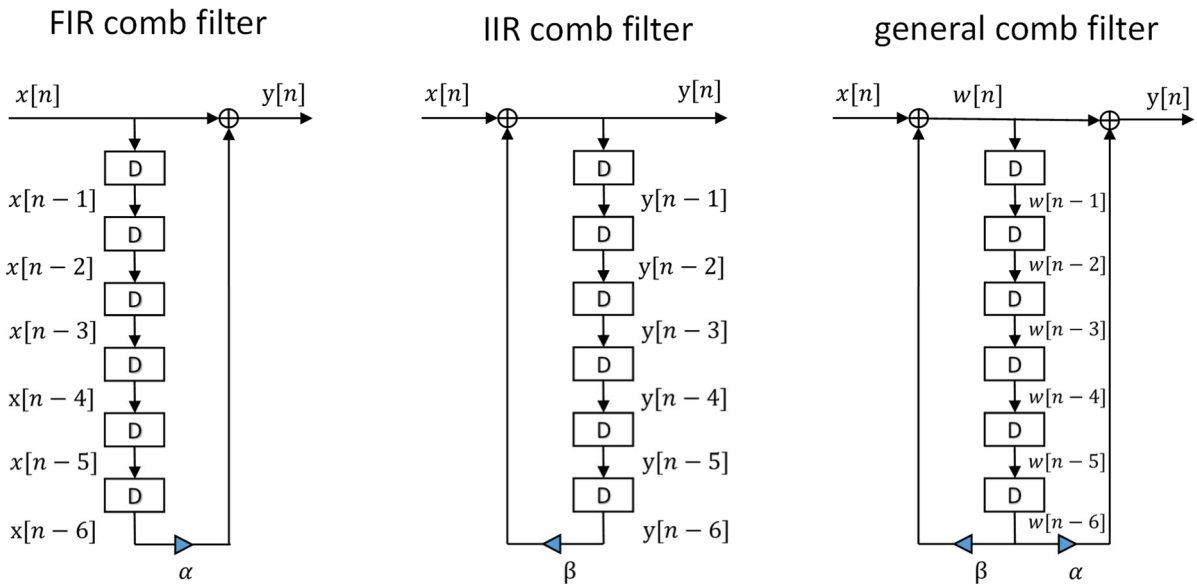 FIR comb filter
x[n]
y[n]
D
x[n − 1]
D
x[n − 2]
D
x[n − 3]
D
x[n − 4]
D
x[n − 5]
D
x[n − 6]
α
IIR comb filter
x[n]
y[n]
D
y[n − 1]
D
y[n − 2]
D
y[n − 3]
D
y[n − 4]
D
y[n − 5]
D
y[n − 6]
β
general comb filter
x[n]
w[n]
y[n]
D
w[n − 1]
D
w[n − 2]
D
w[n − 3]
D
w[n − 4]
D
w[n − 5]
D
w[n − 6]
β
α